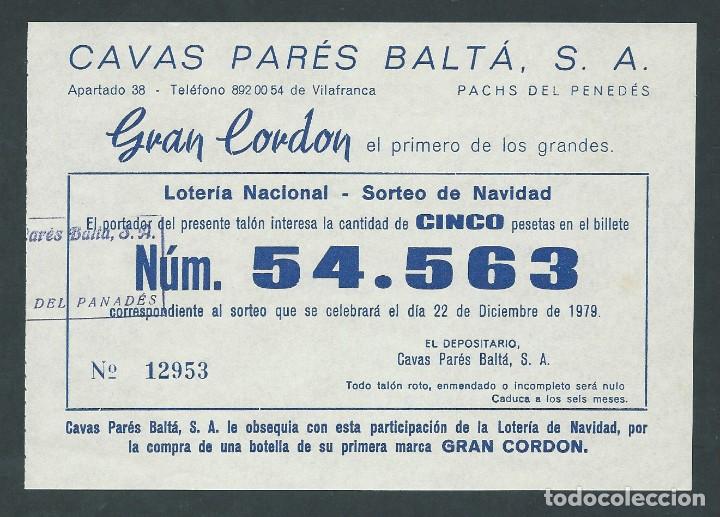 CAVAS PARÉS BALTÁ, S. A.
Apartado 38 - Teléfono 892 00 54 de Vilafranca PACHS DEL PENEDÉS
Gran Cordon el primero de los grandes.
Lotería Nacional - Sorteo de Navidad
El portador del presente talón interesa la cantidad de CINCO pesetas en el billete
arés Baltá, S. A.
Núm. 54.563
DEL PANADÉS
correspondiente al sorteo que se celebrará el día 22 de Diciembre de 1979.
EL DEPOSITARIO,
Cavas Parés Baltá, S. A.
Nº 12953
Todo talón roto, enmendado o incompleto será nulo
Caduca a los seis meses.
Cavas Parés Baltá, S. A. le obsequia con esta participación de la Lotería de Navidad, por
la compra de una botella de su primera marca GRAN CORDON.
todocoleccion